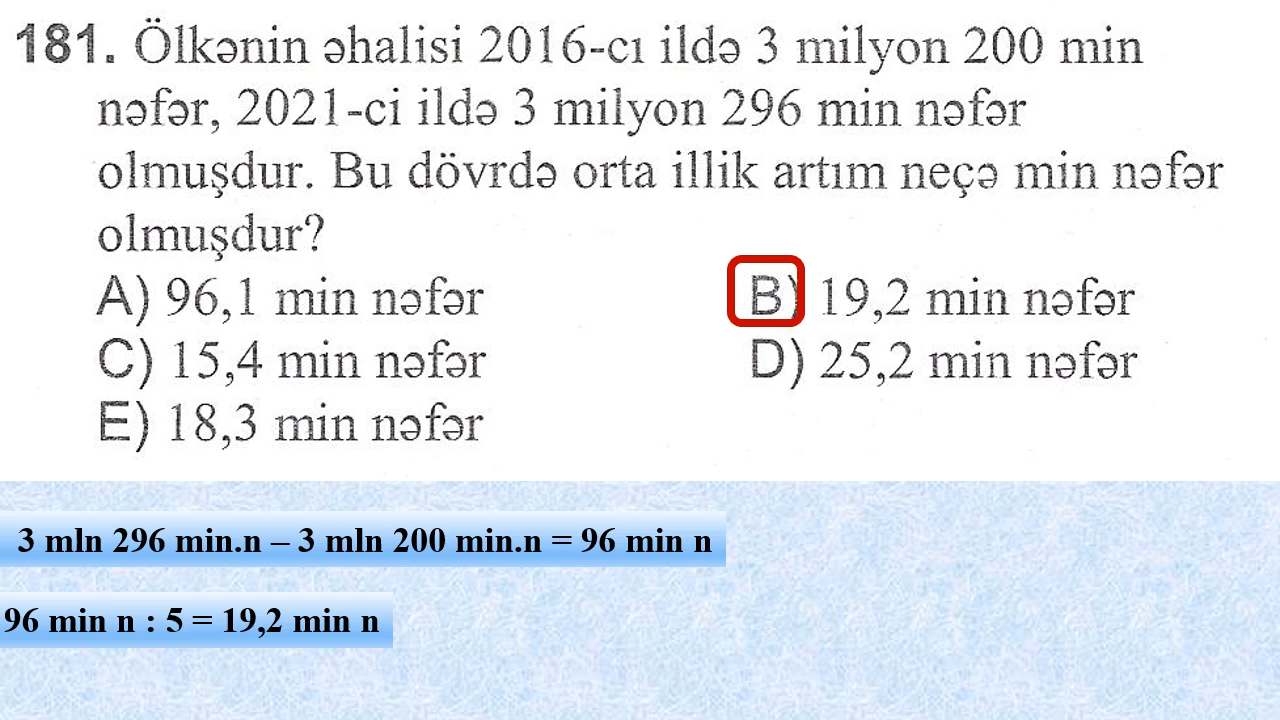 181. Ölkənin əhalisi 2016-cı ildə 3 milyon 200 min
nəfər, 2021-ci ildə 3 milyon 296 min nəfər
olmuşdur. Bu dövrdə orta illik artım neçə min nəfər
olmuşdur?
A) 96,1 min nəfər B) 19,2 min nəfər
C) 15,4 min nəfər D) 25,2 min nəfər
E) 18,3 min nəfər
3 mln 296 min.n – 3 mln 200 min.n = 96 min n
96 min n : 5 = 19,2 min n